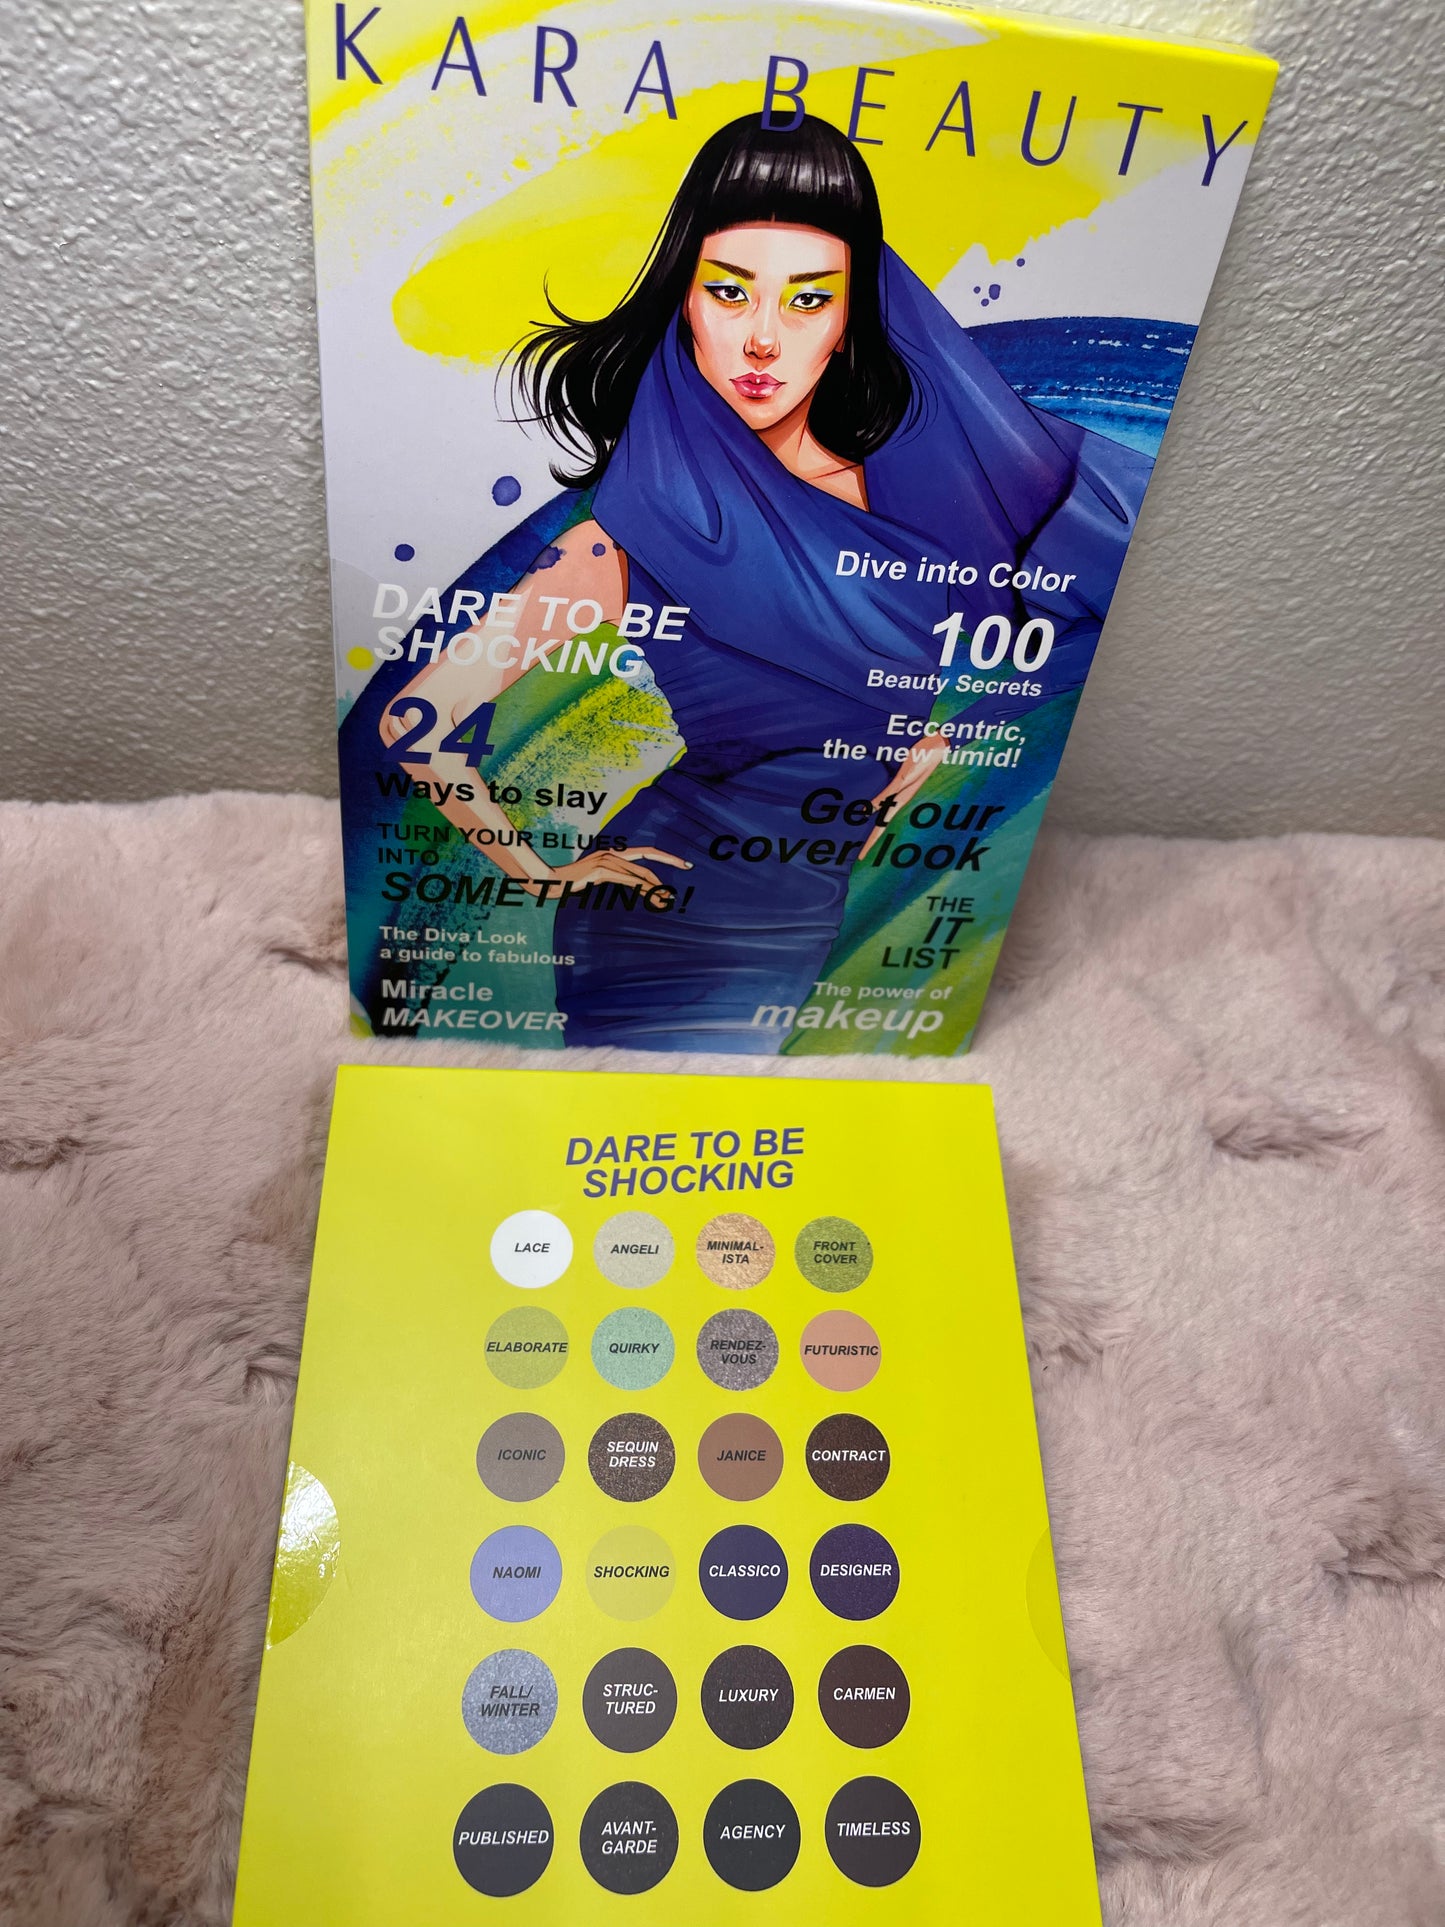 KARA BEAUTY
DARE TO BE
SHOCKING
24
Ways to slay
TURN YOUR BLUES
INTO
SOMETHING!
The Diva Look
a guide to fabulous
Miracle
MAKEOVER
Dive into Color
100
Beauty Secrets
Eccentric,
the new timid!
Get our
cover look
THE
IT
LIST
The power of
makeup
DARE TO BE
SHOCKING
LACE
ANGELI
MINIMAL-
ISTA
FRONT
COVER
ELABORATE
QUIRKY
RENDEZ-
VOUS
FUTURISTIC
ICONIC
SEQUIN
DRESS
JANICE
CONTRACT
NAOMI
SHOCKING
CLASSICO
DESIGNER
FALL/
WINTER
STRUC-
TURED
LUXURY
CARMEN
PUBLISHED
AVANT-
GARDE
AGENCY
TIMELESS